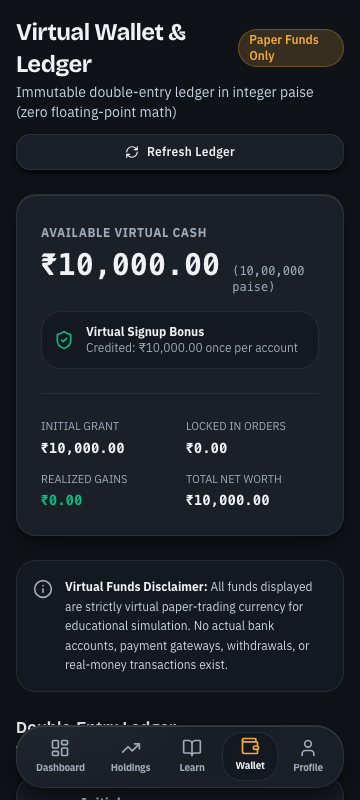 Virtual Wallet &
Ledger
Paper Funds
Only
Immutable double-entry ledger in integer paise
(zero floating-point math)
Refresh Ledger
AVAILABLE VIRTUAL CASH
₹10,000.00
(10,00,000
paise)
Virtual Signup Bonus
Credited: ₹10,000.00 once per account
INITIAL GRANT
₹10,000.00
LOCKED IN ORDERS
₹0.00
REALIZED GAINS
₹0.00
TOTAL NET WORTH
₹10,000.00
Virtual Funds Disclaimer: All funds displayed
are strictly virtual paper-trading currency for
educational simulation. No actual bank
accounts, payment gateways, withdrawals, or
real-money transactions exist.
Double-Entry Ledger
Dashboard
Holdings
Learn
Wallet
Profile
Initial